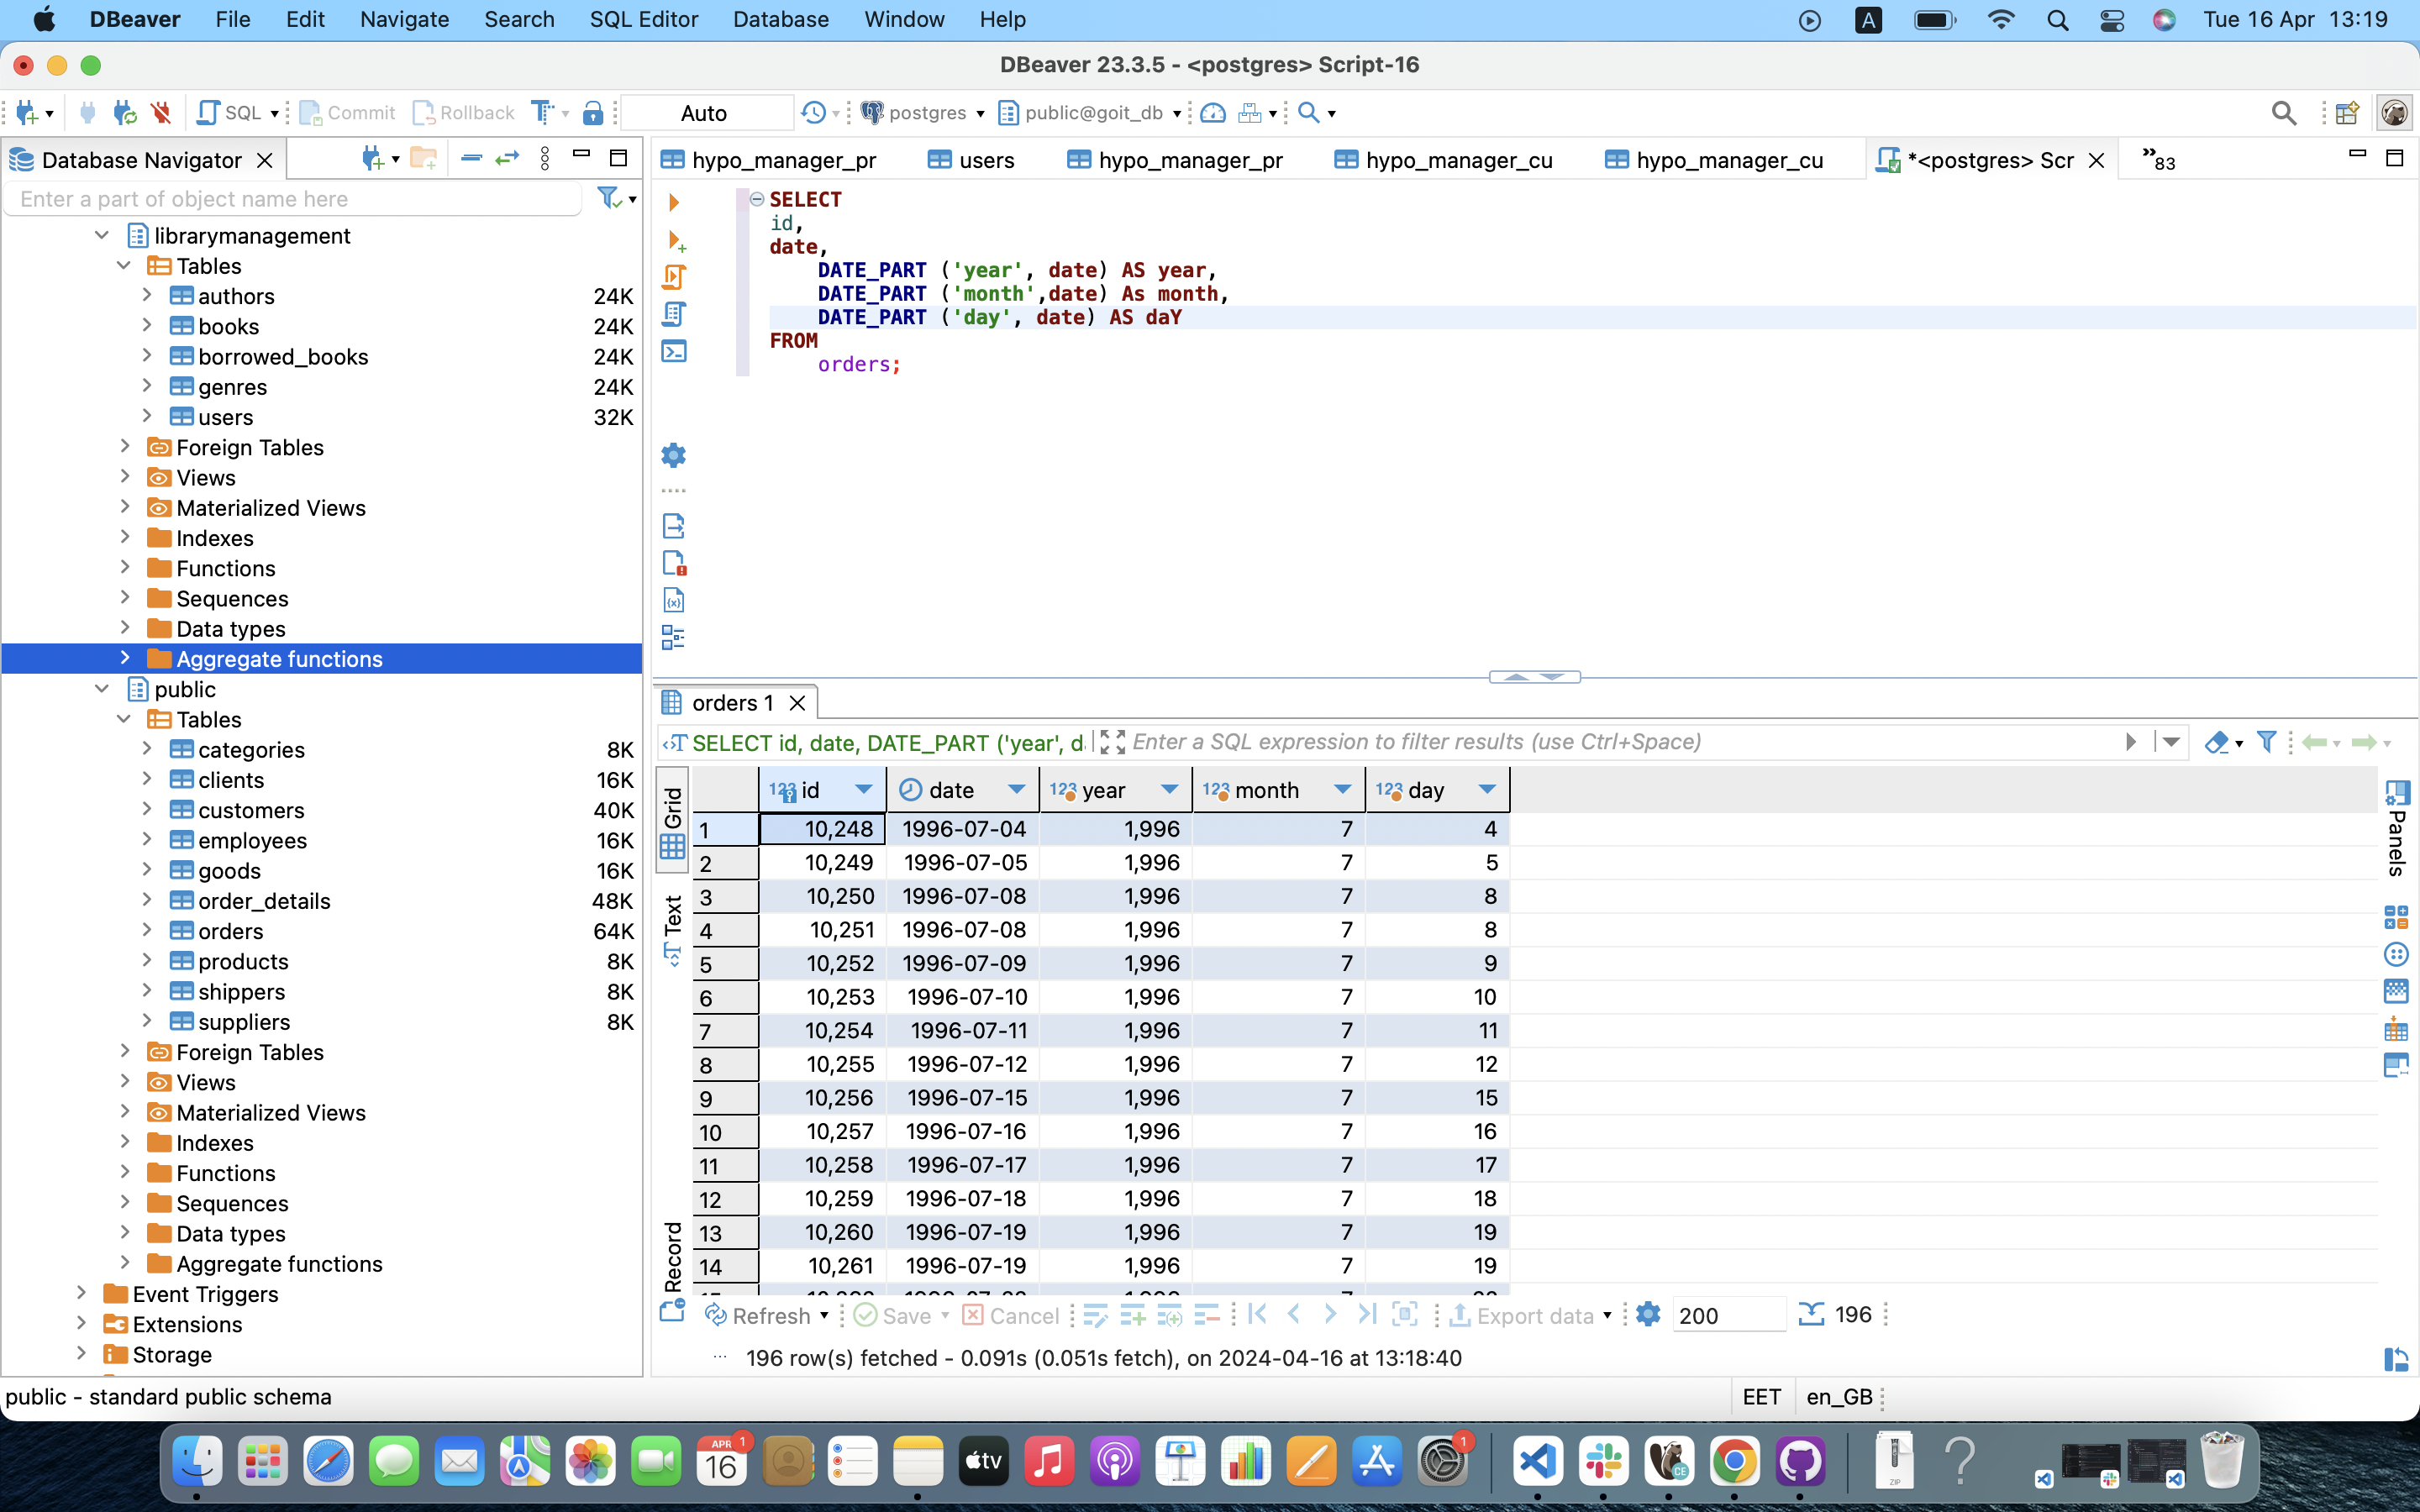 DBeaver File Edit Navigate Search SQL Editor Database Window Help A Tue 16 Apr 13:19
DBeaver 23.3.5 - <postgres> Script-16
SQL Commit Rollback Auto postgres public@goit_db
Database Navigator
Enter a part of object name here
librarymanagement
Tables
authors 24K
books 24K
borrowed_books 24K
genres 24K
users 32K
Foreign Tables
Views
Materialized Views
Indexes
Functions
Sequences
Data types
Aggregate functions
public
Tables
categories 8K
clients 16K
customers 40K
employees 16K
goods 16K
order_details 48K
orders 64K
products 8K
shippers 8K
suppliers 8K
Foreign Tables
Views
Materialized Views
Indexes
Functions
Sequences
Data types
Aggregate functions
Event Triggers
Extensions
Storage
hypo_manager_pr users hypo_manager_pr hypo_manager_cu hypo_manager_cu *<postgres> Scr »83
SELECT
id,
date,
DATE_PART ('year', date) AS year,
DATE_PART ('month',date) As month,
DATE_PART ('day', date) AS daY
FROM
orders;
orders 1
SELECT id, date, DATE_PART ('year', d Enter a SQL expression to filter results (use Ctrl+Space)
Grid
Text
Record
Panels
123 id date 123 year 123 month 123 day
1 10,248 1996-07-04 1,996 7 4
2 10,249 1996-07-05 1,996 7 5
3 10,250 1996-07-08 1,996 7 8
4 10,251 1996-07-08 1,996 7 8
5 10,252 1996-07-09 1,996 7 9
6 10,253 1996-07-10 1,996 7 10
7 10,254 1996-07-11 1,996 7 11
8 10,255 1996-07-12 1,996 7 12
9 10,256 1996-07-15 1,996 7 15
10 10,257 1996-07-16 1,996 7 16
11 10,258 1996-07-17 1,996 7 17
12 10,259 1996-07-18 1,996 7 18
13 10,260 1996-07-19 1,996 7 19
14 10,261 1996-07-19 1,996 7 19
Refresh Save Cancel Export data 200 196
196 row(s) fetched - 0.091s (0.051s fetch), on 2024-04-16 at 13:18:40
public - standard public schema EET en_GB
APR 1
16
tv
1
CE
ZIP
?